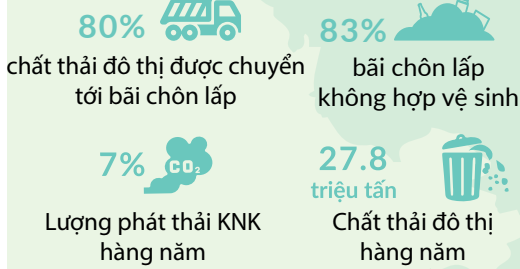 80%
chất thải đô thị được chuyển
tới bãi chôn lấp
83%
bãi chôn lấp
không hợp vệ sinh
7%
CO₂
Lượng phát thải KNK
hàng năm
27.8
triệu tấn
Chất thải đô thị
hàng năm